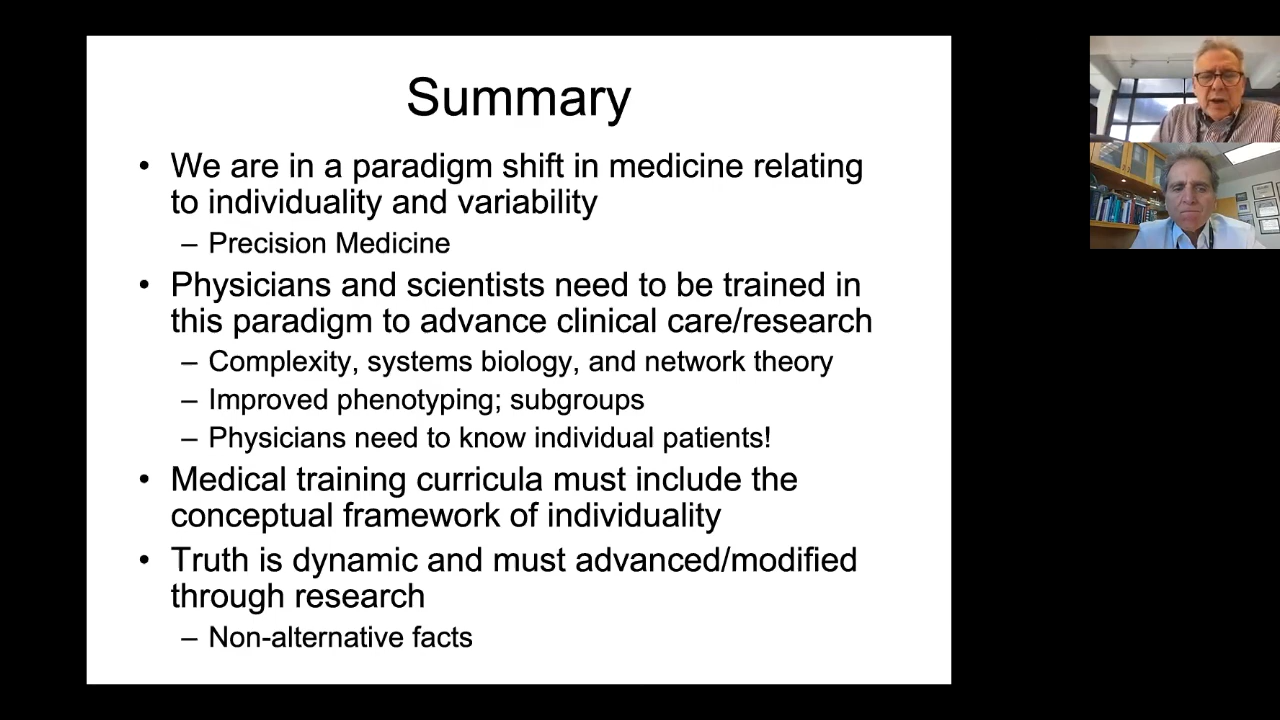 Summary
• We are in a paradigm shift in medicine relating
to individuality and variability
– Precision Medicine
• Physicians and scientists need to be trained in
this paradigm to advance clinical care/research
– Complexity, systems biology, and network theory
– Improved phenotyping; subgroups
– Physicians need to know individual patients!
• Medical training curricula must include the
conceptual framework of individuality
• Truth is dynamic and must advanced/modified
through research
– Non-alternative facts